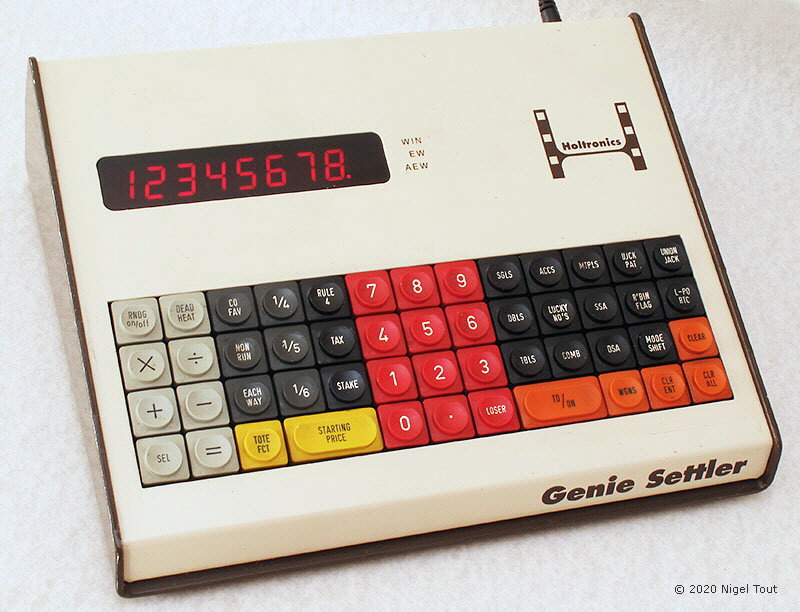 WIN
EW
AEW
Holtronics
12345678.
RNDG on/off
DEAD HEAT
CO FAV
1/4
RULE 4
7
8
9
SGLS
ACCS
MTPLS
UJCK PAT
UNION JACK
×
÷
NON RUN
1/5
TAX
4
5
6
DBLS
LUCKY NO'S
SSA
R'BIN FLAG
L-PO RTC
+
−
EACH WAY
1/6
STAKE
1
2
3
TBLS
COMB
DSA
MODE SHIFT
CLEAR
SEL
=
TOTE FCT
STARTING PRICE
0
.
LOSER
TO/ON
WGNS
CLR ENT
CLR ALL
Genie Settler
© 2020 Nigel Tout